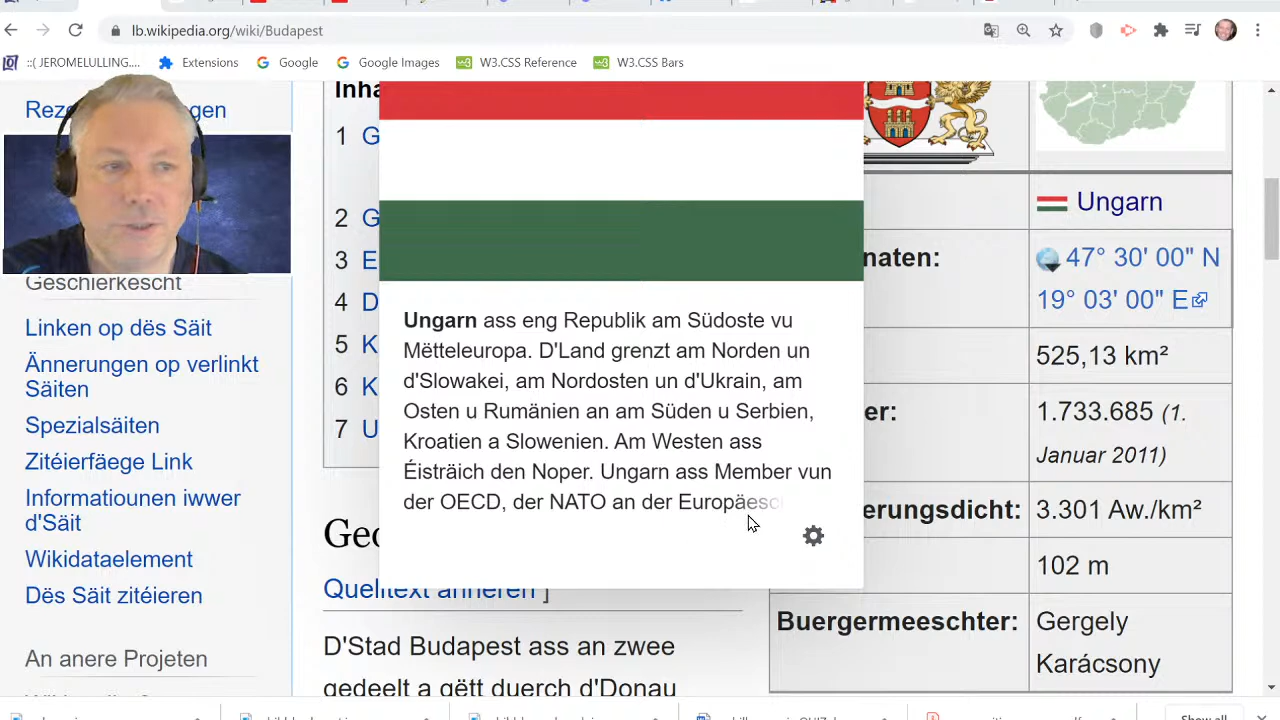 lb.wikipedia.org/wiki/Budapest
::( JEROMELULLING....
Extensions
Google
Google Images
W3.CSS Reference
W3.CSS Bars
Geschierkescht
Linken op dës Säit
Ännerungen op verlinkt
Säiten
Spezialsäiten
Zitéierfäege Link
Informatiounen iwwer
d'Säit
Wikidataelement
Dës Säit zitéieren
An anere Projeten
1 G
2 G
3 E
4 D
5 K
6 K
7 U
Ungarn ass eng Republik am Südoste vu
Mëtteleuropa. D'Land grenzt am Norden un
d'Slowakei, am Nordosten un d'Ukrain, am
Osten u Rumänien an am Süden u Serbien,
Kroatien a Slowenien. Am Westen ass
Éisträich den Noper. Ungarn ass Member vun
der OECD, der NATO an der Europäesc
Quelltext änneren ]
D'Stad Budapest ass an zwee
gedeelt a gëtt duerch d'Donau
Ungarn
naten: 47° 30′ 00″ N
19° 03′ 00″ E
525,13 km²
er: 1.733.685 (1.
Januar 2011)
erungsdicht: 3.301 Aw./km²
102 m
Buergermeeschter: Gergely
Karácsony
Show all